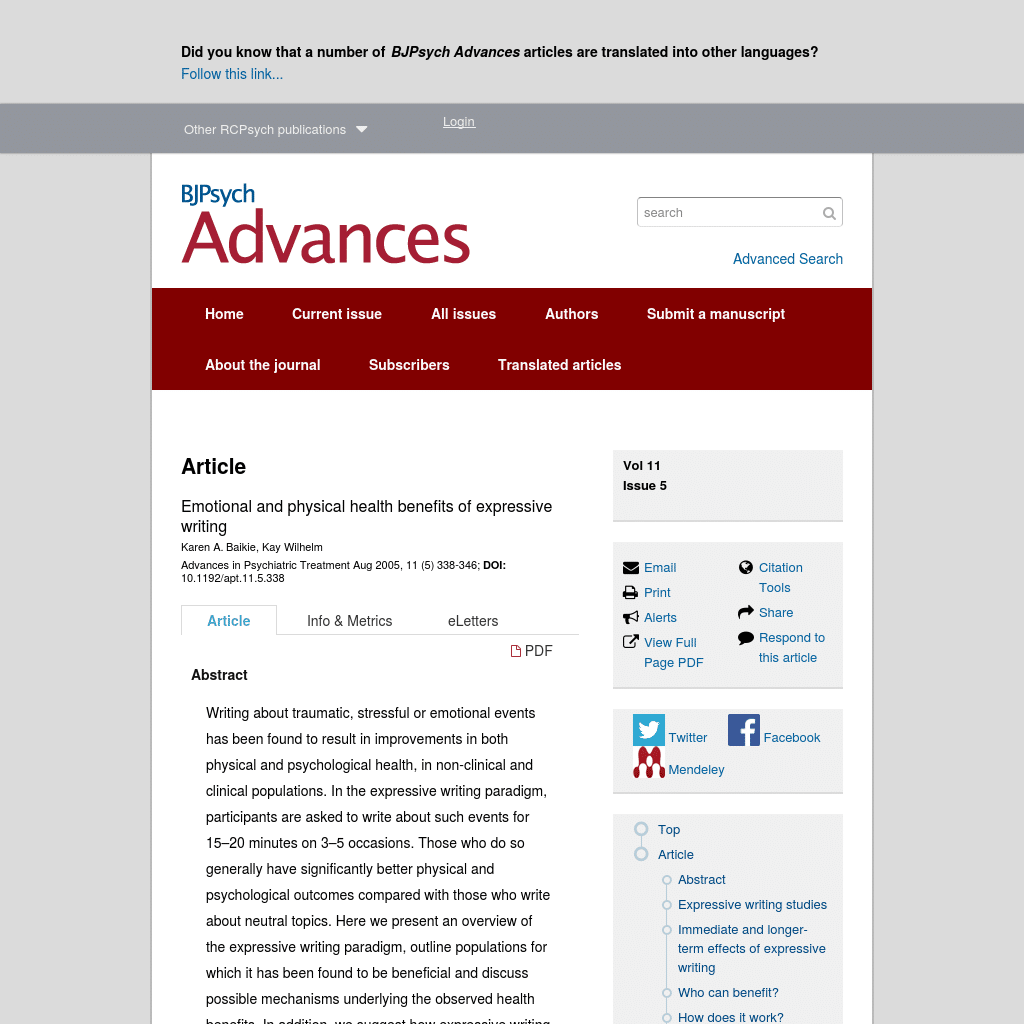 Did you know that a number of BJPsych Advances articles are translated into other languages?
Follow this link...
Other RCPsych publications
Login
BJPsych
Advances
search
Advanced Search
Home Current issue All issues Authors Submit a manuscript
About the journal Subscribers Translated articles
Article
Emotional and physical health benefits of expressive
writing
Karen A. Baikie, Kay Wilhelm
Advances in Psychiatric Treatment Aug 2005, 11 (5) 338-346; DOI:
10.1192/apt.11.5.338
Article Info & Metrics eLetters
PDF
Abstract
Writing about traumatic, stressful or emotional events
has been found to result in improvements in both
physical and psychological health, in non-clinical and
clinical populations. In the expressive writing paradigm,
participants are asked to write about such events for
15–20 minutes on 3–5 occasions. Those who do so
generally have significantly better physical and
psychological outcomes compared with those who write
about neutral topics. Here we present an overview of
the expressive writing paradigm, outline populations for
which it has been found to be beneficial and discuss
possible mechanisms underlying the observed health
benefits. In addition, we suggest how expressive writing
Vol 11
Issue 5
Email
Print
Alerts
View Full
Page PDF
Citation
Tools
Share
Respond to
this article
Twitter
Facebook
Mendeley
Top
Article
Abstract
Expressive writing studies
Immediate and longer-
term effects of expressive
writing
Who can benefit?
How does it work?